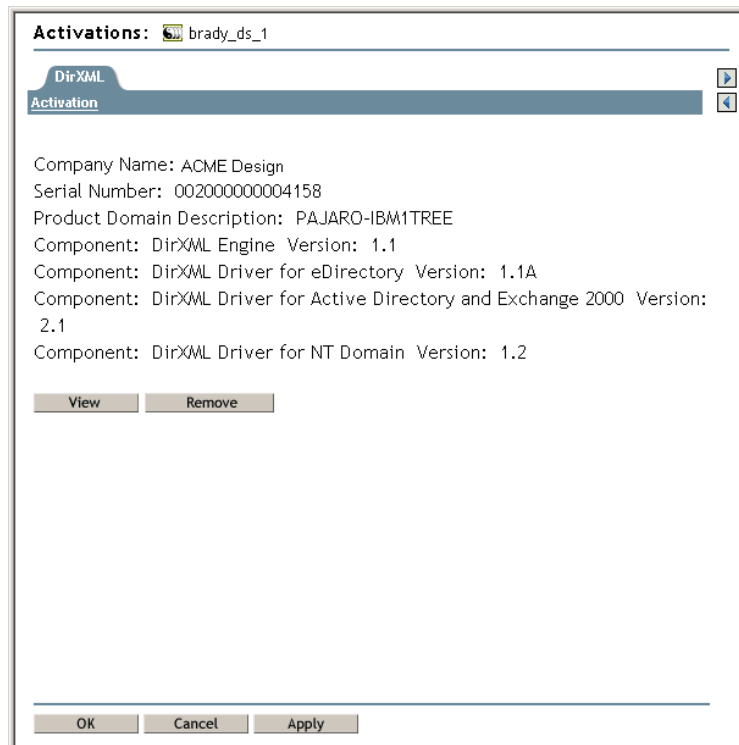 Activations: brady_ds_1
DirXML
Activation
Company Name: ACME Design
Serial Number: 002000000004158
Product Domain Description: PAJARO-IBM1TREE
Component: DirXML Engine Version: 1.1
Component: DirXML Driver for eDirectory Version: 1.1A
Component: DirXML Driver for Active Directory and Exchange 2000 Version:
2.1
Component: DirXML Driver for NT Domain Version: 1.2
View Remove
OK Cancel Apply